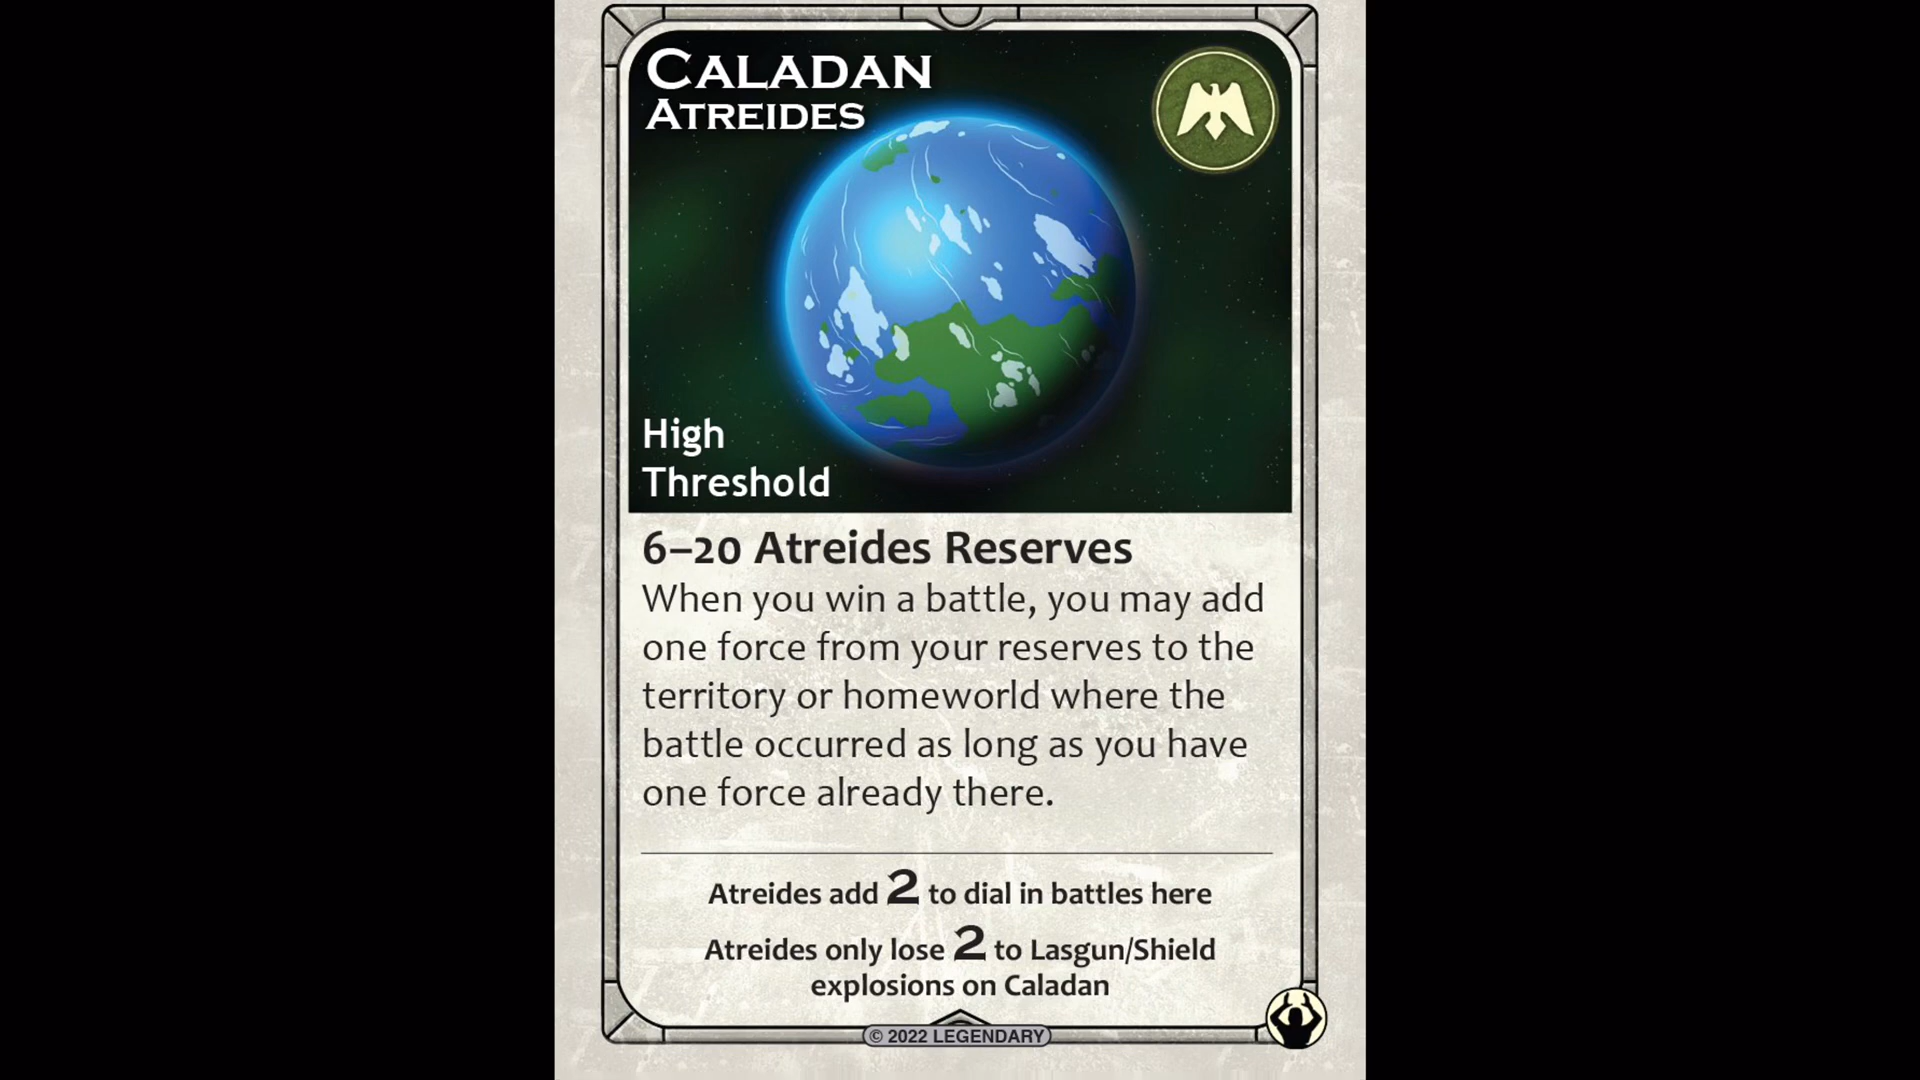 CALADAN
ATREIDES
High
Threshold
6–20 Atreides Reserves
When you win a battle, you may add
one force from your reserves to the
territory or homeworld where the
battle occurred as long as you have
one force already there.
Atreides add 2 to dial in battles here
Atreides only lose 2 to Lasgun/Shield
explosions on Caladan
© 2022 LEGENDARY